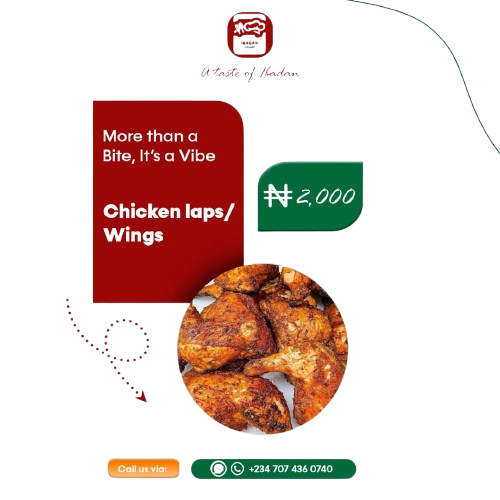 A taste of Ibadan
More than a
Bite, It's a Vibe
₦ 2,000
Chicken laps/
Wings
Call us via:
+234 707 436 0740